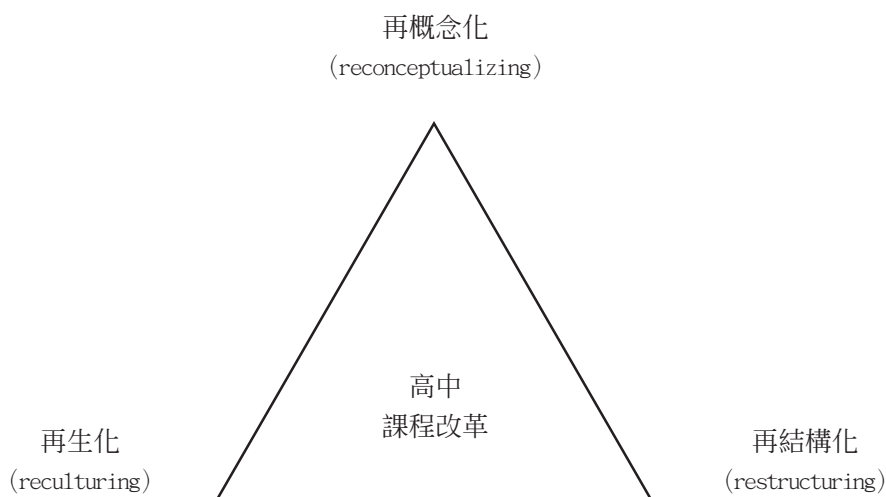 再概念化
(reconceptualizing)
高中
課程改革
再生化
(reculturing)
再結構化
(restructuring)